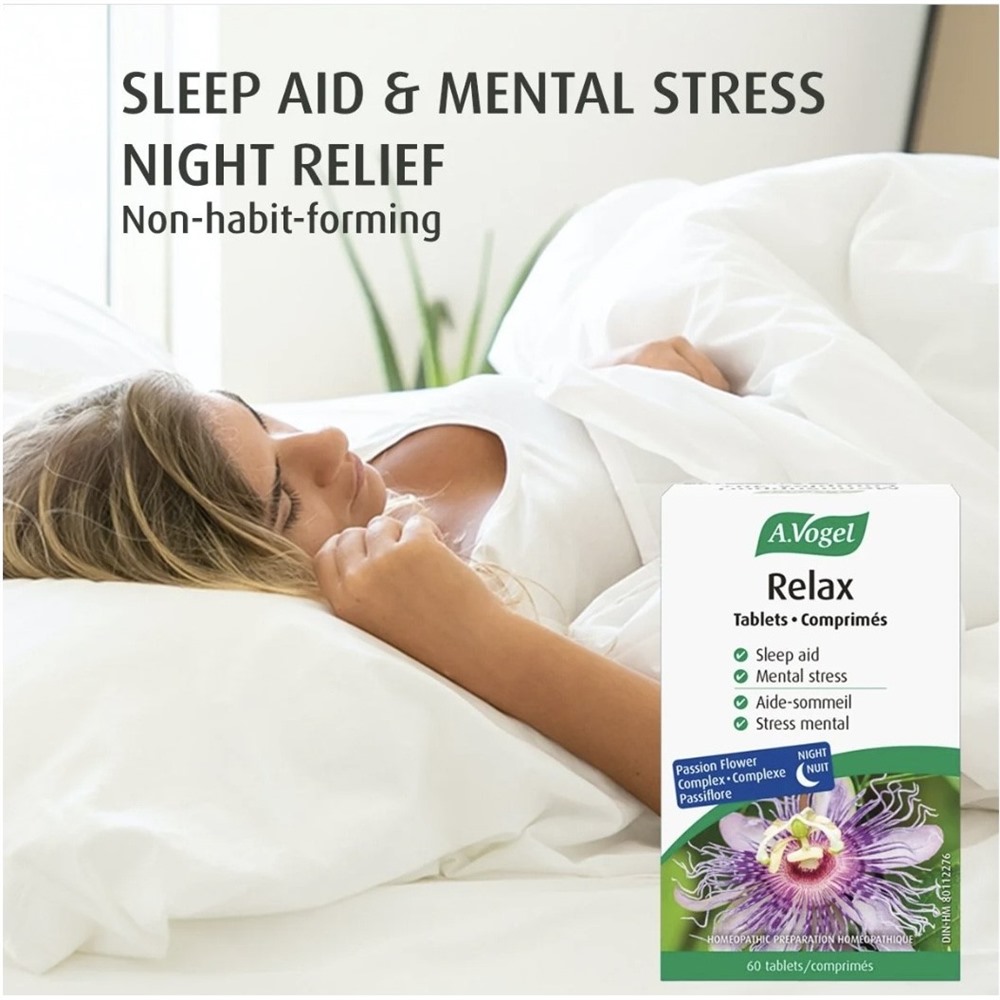 SLEEP AID & MENTAL STRESS
NIGHT RELIEF
Non-habit-forming
A.Vogel
Relax
Tablets • Comprimés
Sleep aid
Mental stress
Aide-sommeil
Stress mental
Passion Flower
Complex • Complexe
Passiflore
NIGHT
NUIT
HOMEOPATHIC PREPARATION HOMÉOPATHIQUE
DIN-HM 80112276
60 tablets/comprimés